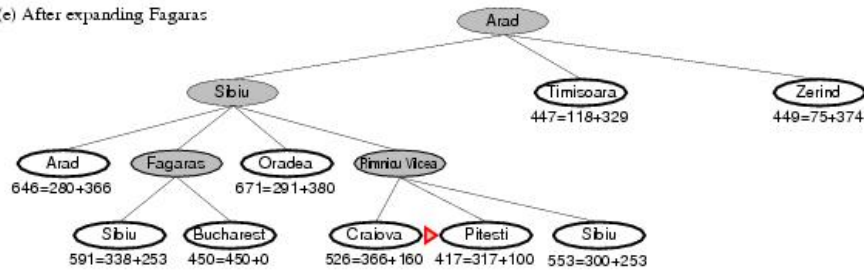 (e) After expanding Fagaras
Arad
Sibiu
Timisoara
Zerind
447=118+329
449=75+374
Arad
Fagaras
Oradea
Rimnicu Vilcea
646=280+366
671=291+380
Sibiu
Bucharest
Craiova
Pitesti
Sibiu
591=338+253
450=450+0
526=366+160
417=317+100
553=300+253